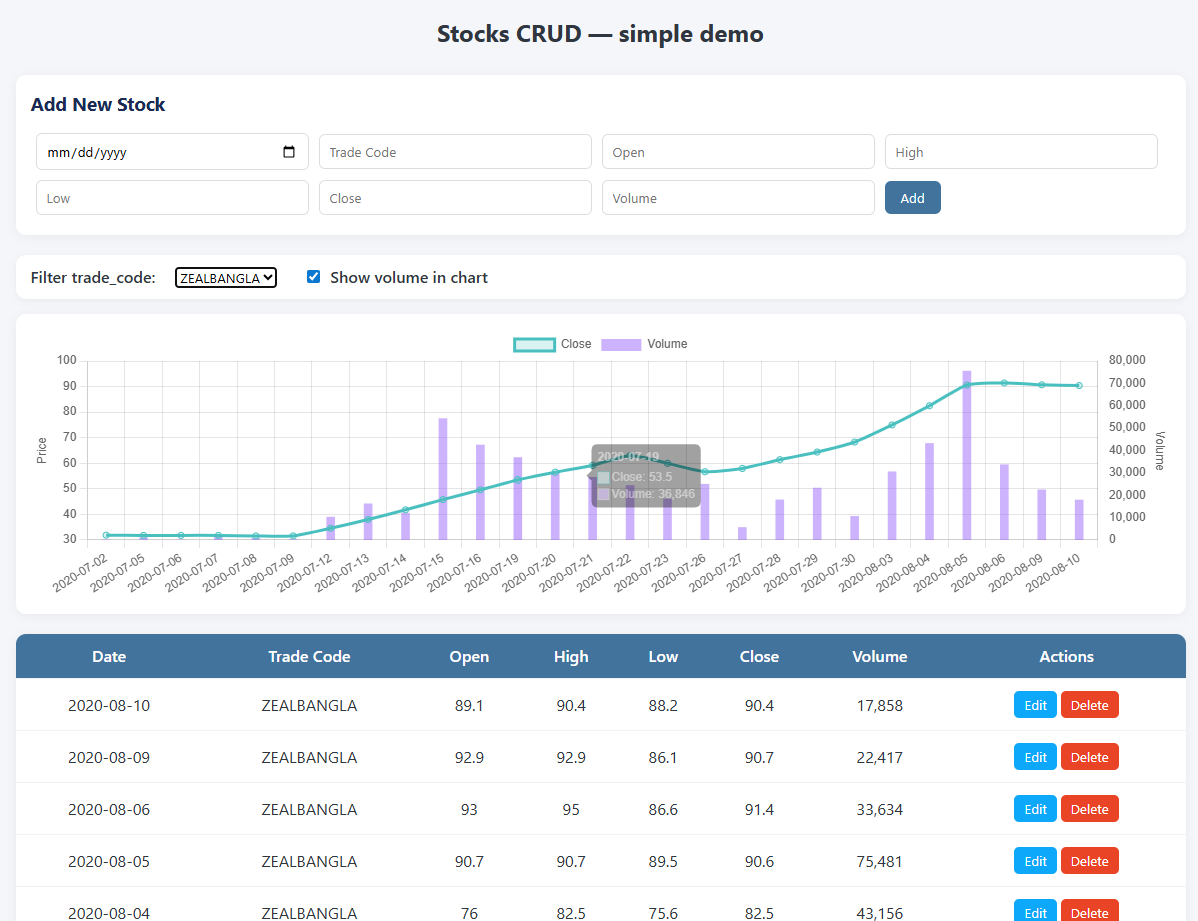 Stocks CRUD — simple demo
Add New Stock
mm/dd/yyyy Trade Code Open High
Low Close Volume Add
Filter trade_code: ZEALBANGLA Show volume in chart
Close Volume
100 80,000
90 70,000
80 60,000
70 50,000
60 40,000
50 30,000
40 20,000
30 10,000
0
Price
Volume
2020-07-19
Close: 53.5
Volume: 36,846
2020-07-02 2020-07-05 2020-07-06 2020-07-07 2020-07-08 2020-07-09 2020-07-12 2020-07-13 2020-07-14 2020-07-15 2020-07-16 2020-07-19 2020-07-20 2020-07-21 2020-07-22 2020-07-23 2020-07-26 2020-07-27 2020-07-28 2020-07-29 2020-07-30 2020-08-03 2020-08-04 2020-08-05 2020-08-06 2020-08-09 2020-08-10
Date Trade Code Open High Low Close Volume Actions
2020-08-10 ZEALBANGLA 89.1 90.4 88.2 90.4 17,858 Edit Delete
2020-08-09 ZEALBANGLA 92.9 92.9 86.1 90.7 22,417 Edit Delete
2020-08-06 ZEALBANGLA 93 95 86.6 91.4 33,634 Edit Delete
2020-08-05 ZEALBANGLA 90.7 90.7 89.5 90.6 75,481 Edit Delete
2020-08-04 ZEALBANGLA 76 82.5 75.6 82.5 43,156 Edit Delete